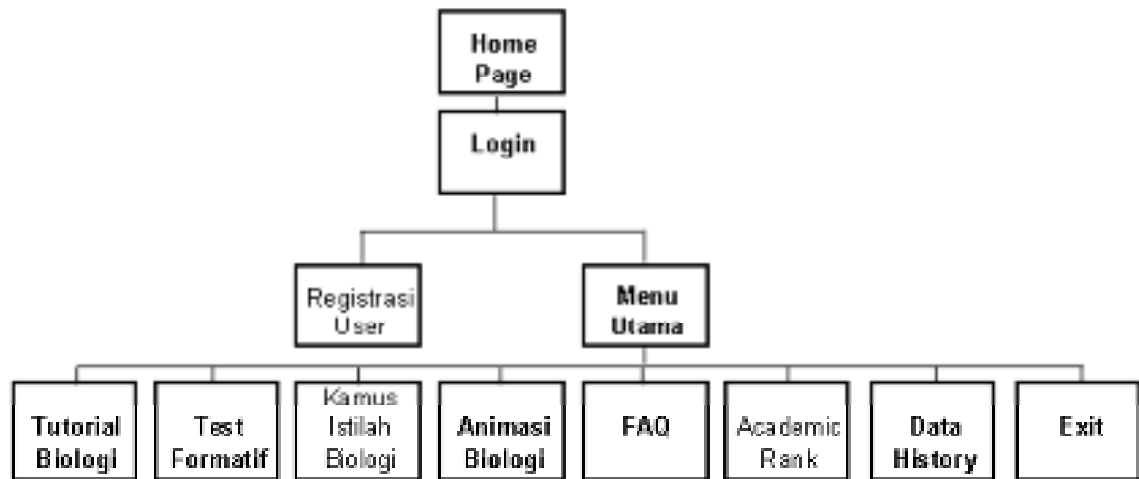 Home
Page
Login
Registrasi
User
Menu
Utama
Tutorial
Biologi
Test
Formatif
Kamus
Istilah
Biologi
Animasi
Biologi
FAQ
Academic
Rank
Data
History
Exit